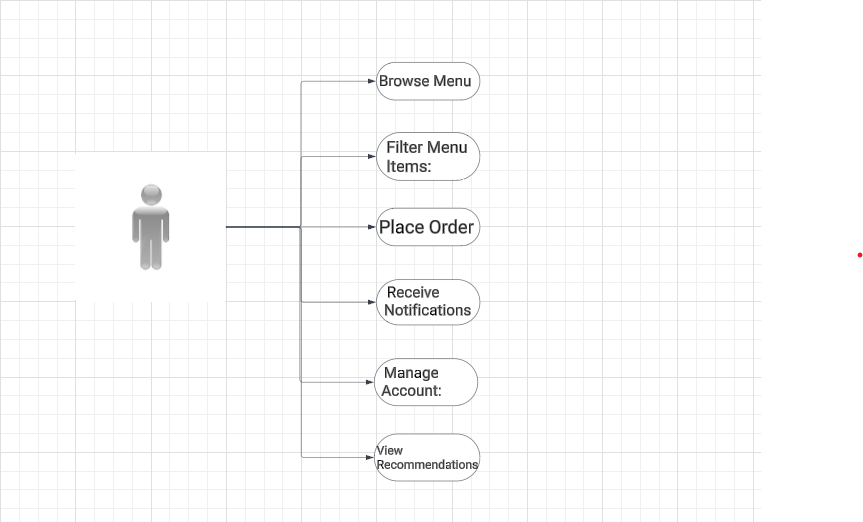 Browse Menu
Filter Menu
Items:
Place Order
Receive
Notifications
Manage
Account:
View
Recommendations